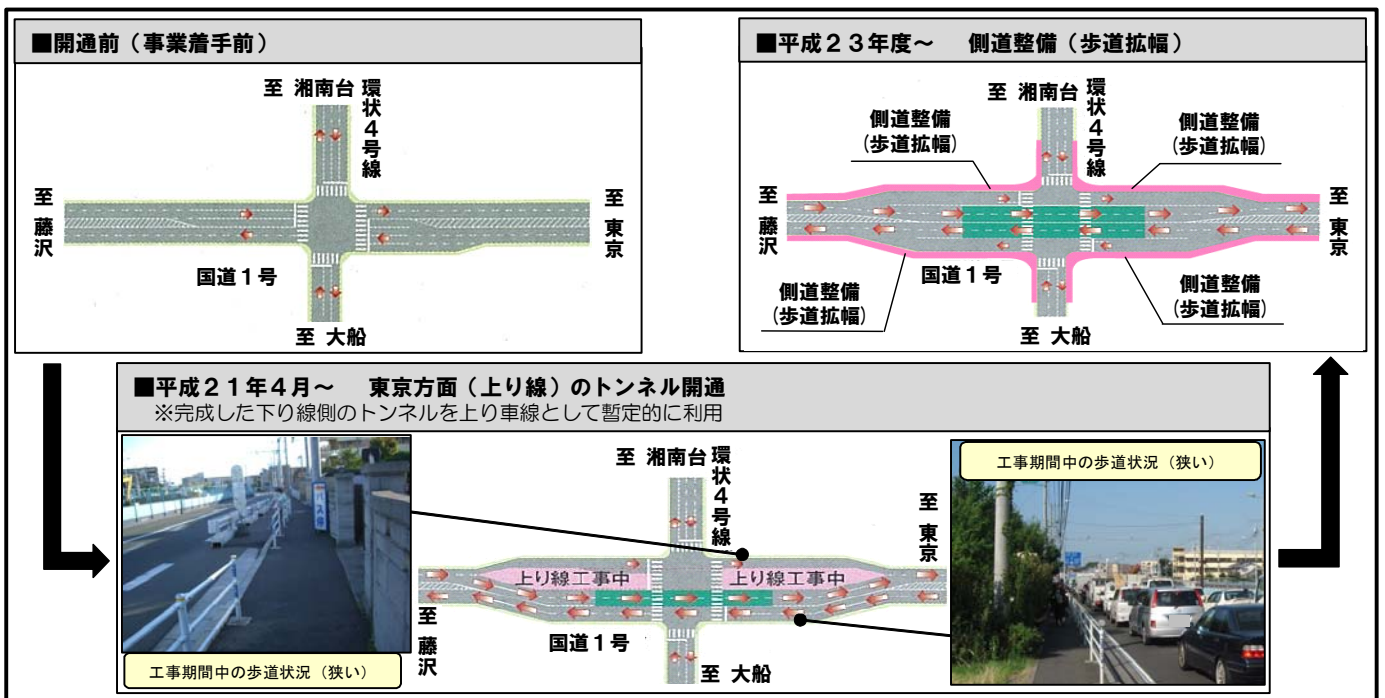 ■開通前(事業着手前)
至 湘南台
環状4号線
至 藤沢
至 東京
国道1号
至 大船
■平成23年度~ 側道整備(歩道拡幅)
至 湘南台
環状4号線
側道整備
(歩道拡幅)
側道整備
(歩道拡幅)
至 藤沢
至 東京
国道1号
側道整備
(歩道拡幅)
側道整備
(歩道拡幅)
至 大船
■平成21年4月~ 東京方面(上り線)のトンネル開通
※完成した下り線側のトンネルを上り車線として暫定的に利用
バス停
工事期間中の歩道状況(狭い)
至 湘南台
環状4号線
至 東京
上り線工事中
上り線工事中
至 藤沢
国道1号
至 大船
工事期間中の歩道状況(狭い)